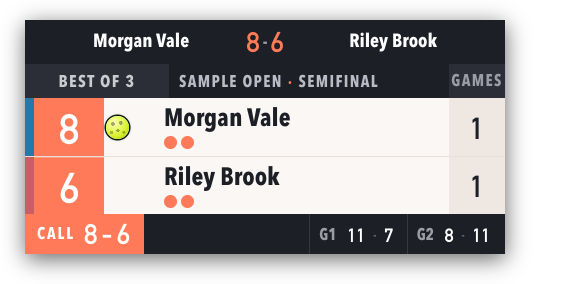 Morgan Vale 8-6 Riley Brook
BEST OF 3 SAMPLE OPEN · SEMIFINAL GAMES
8 Morgan Vale 1
6 Riley Brook 1
CALL 8–6 G1 11 - 7 G2 8 - 11